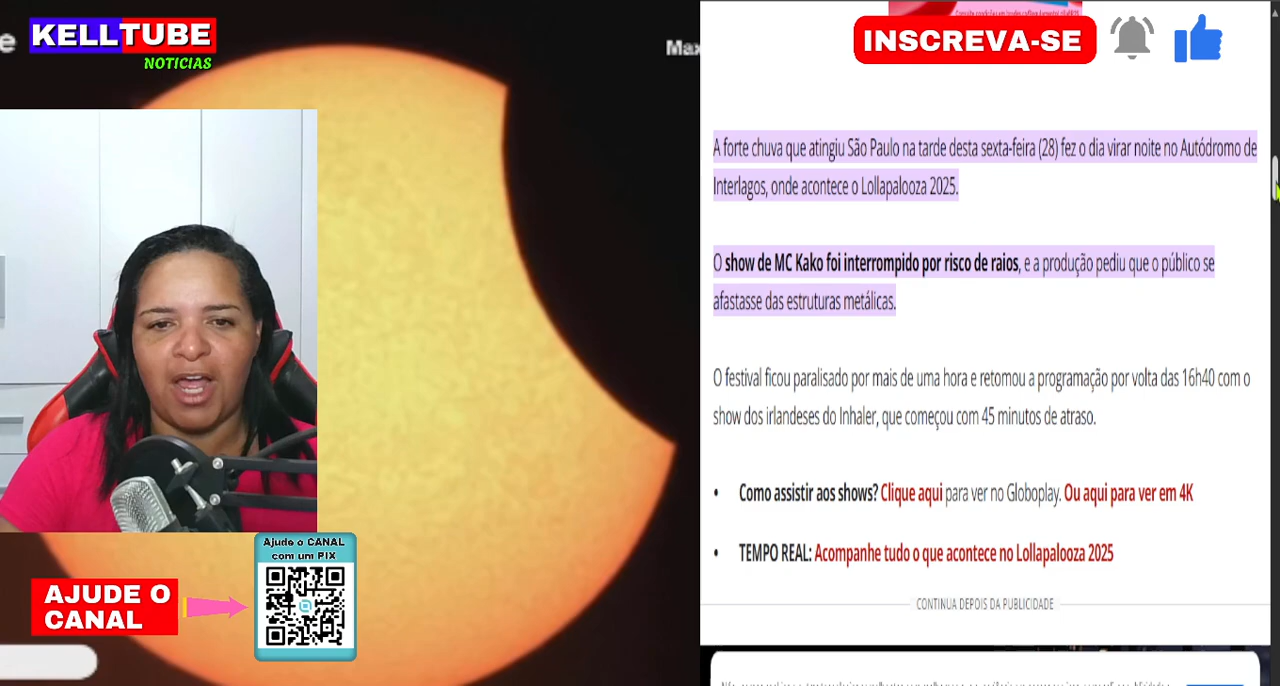 KELLTUBE
NOTICIAS
Max
INSCREVA-SE
A forte chuva que atingiu São Paulo na tarde desta sexta-feira (28) fez o dia virar noite no Autódromo de
Interlagos, onde acontece o Lollapalooza 2025.
O show de MC Kako foi interrompido por risco de raios, e a produção pediu que o público se
afastasse das estruturas metálicas.
O festival ficou paralisado por mais de uma hora e retomou a programação por volta das 16h40 com o
show dos irlandeses do Inhaler, que começou com 45 minutos de atraso.
• Como assistir aos shows? Clique aqui para ver no Globoplay. Ou aqui para ver em 4K
• TEMPO REAL: Acompanhe tudo o que acontece no Lollapalooza 2025
CONTINUA DEPOIS DA PUBLICIDADE
Ajude o CANAL
com um PIX
AJUDE O
CANAL